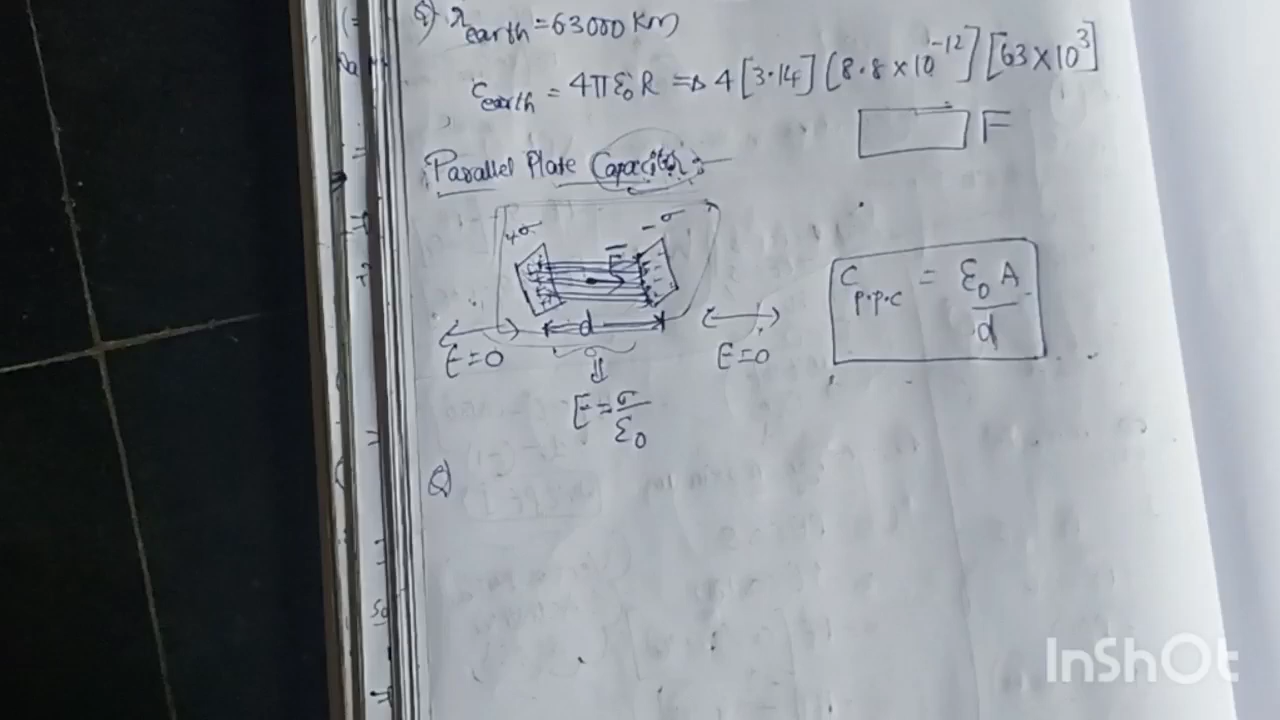 Q) r earth = 63000 Km
C earth = 4πε₀R ⇒ 4[3.14][8.8×10⁻¹²][63×10³]
F
Parallel Plate Capacitor :-
+σ -σ
E
d
E=0 E=0
C p.p.c = ε₀A/d
E=σ/ε₀
Q)
InShOt